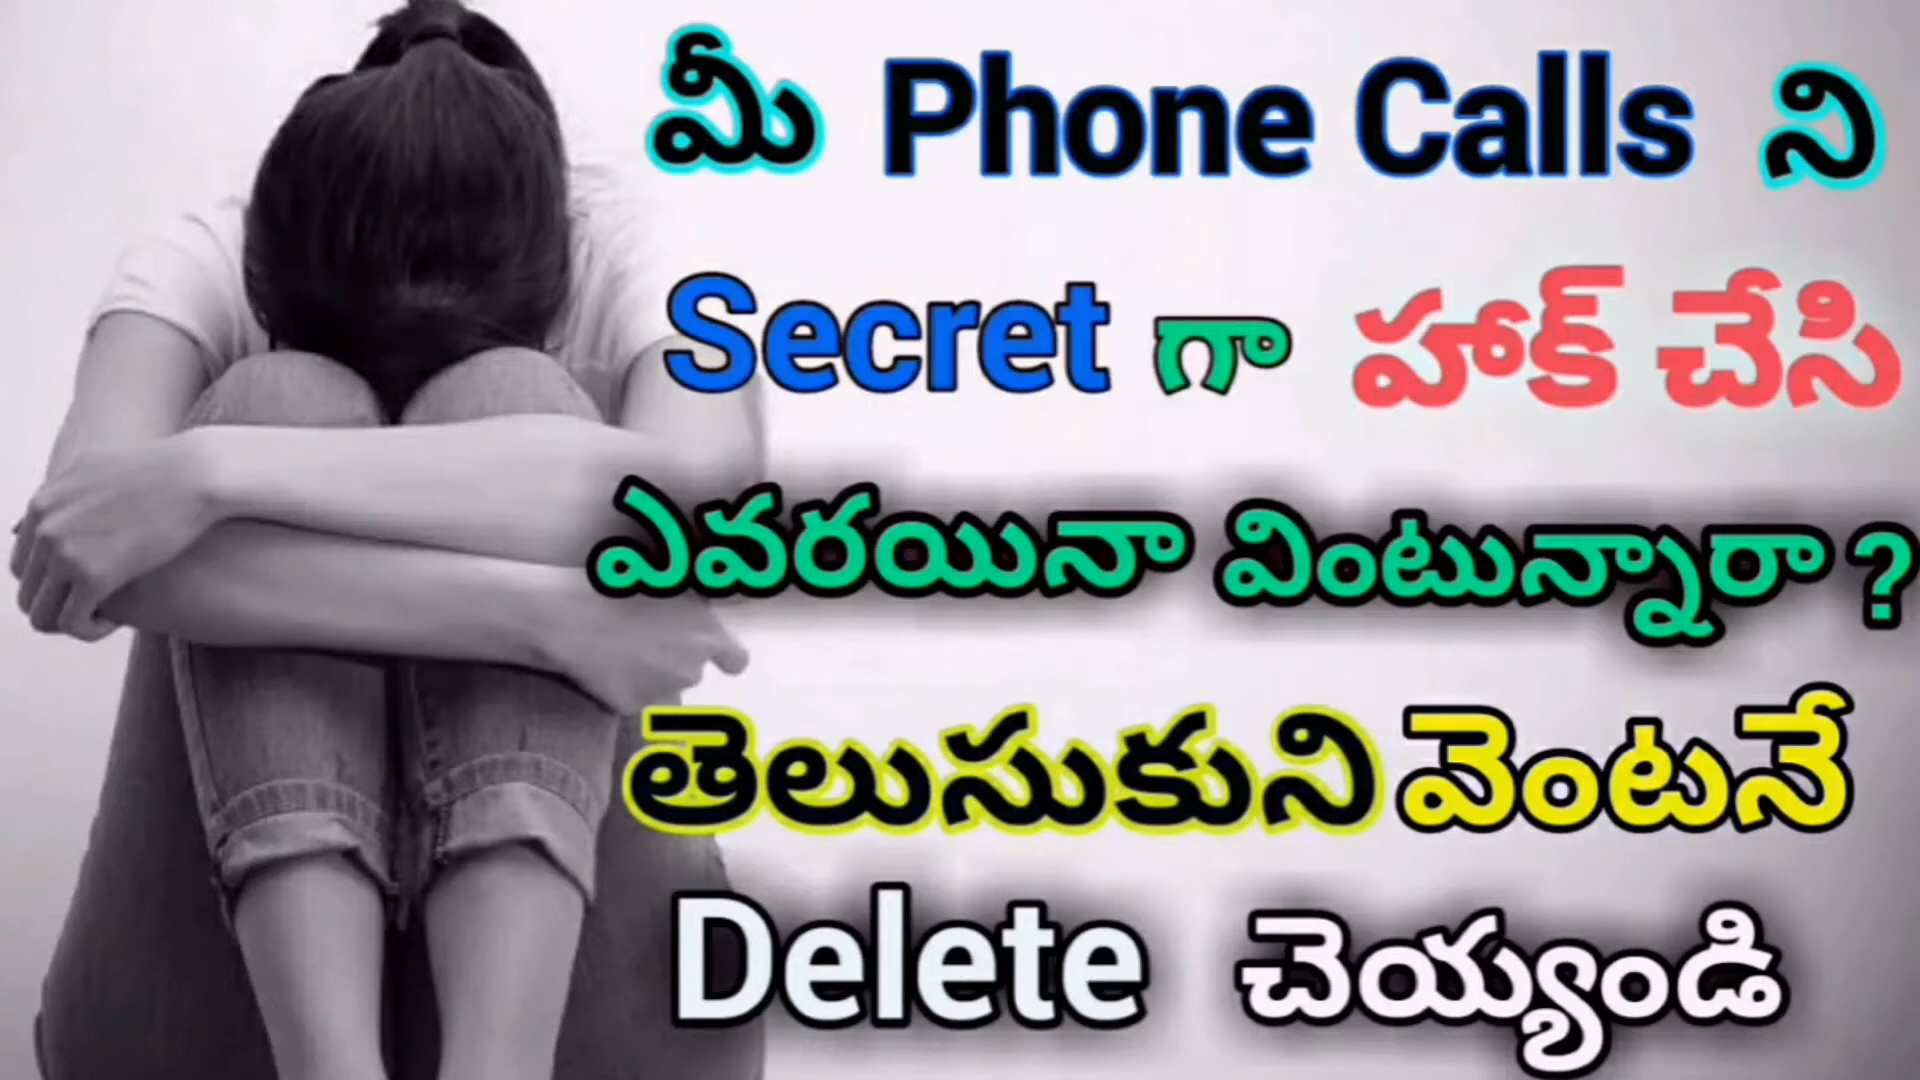 మీ Phone Calls ని
Secret గా హాక్ చేసి
ఎవరయినా వింటున్నారా?
తెలుసుకుని వెంటనే
Delete చెయ్యండి